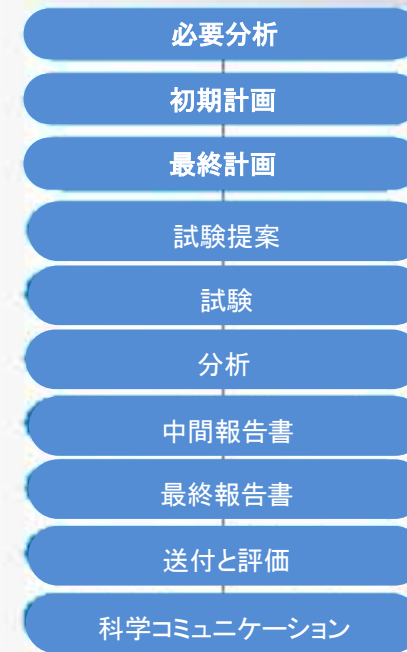 必要分析
初期計画
最終計画
試験提案
試験
分析
中間報告書
最終報告書
送付と評価
科学コミュニケーション